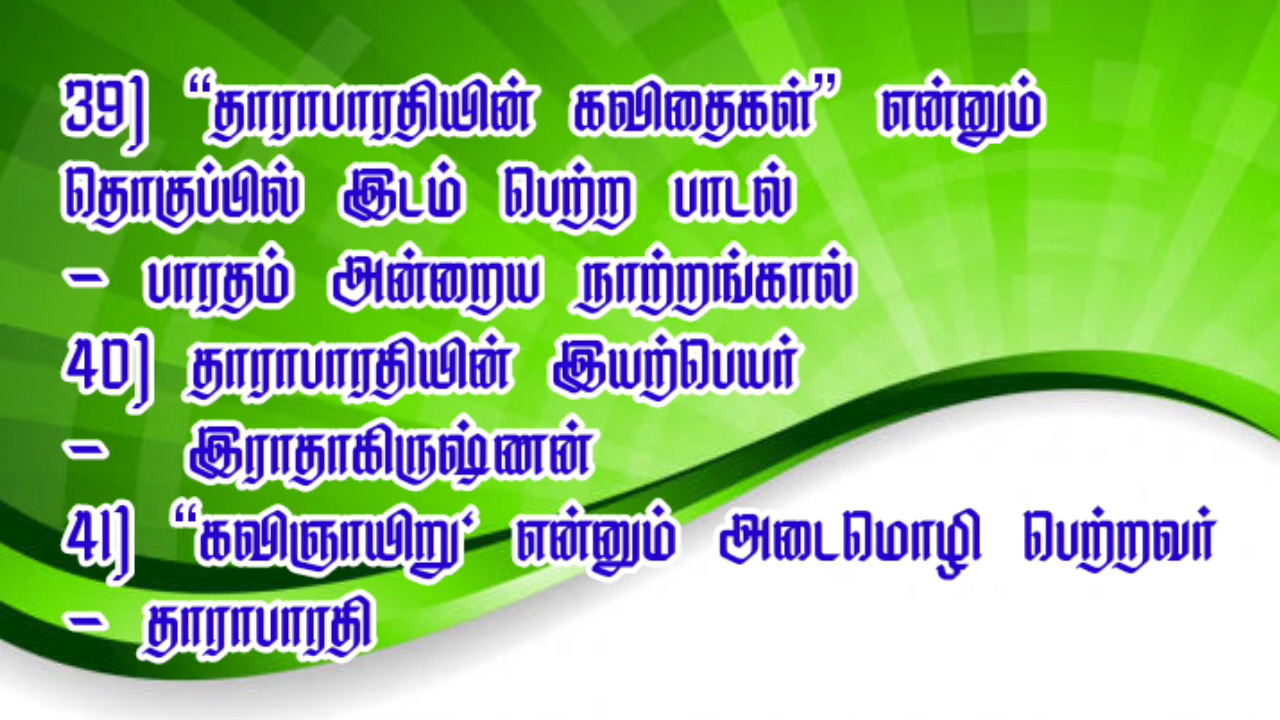 39) “தாராபாரதியின் கவிதைகள்” என்னும்
தொகுப்பில் இடம் பெற்ற பாடல்
– பாரதம் அன்றைய நாற்றங்கால்
40) தாராபாரதியின் இயற்பெயர்
– இராதாகிருஷ்ணன்
41) “கவிஞாயிறு‘ என்னும் அடைமொழி பெற்றவர்
– தாராபாரதி